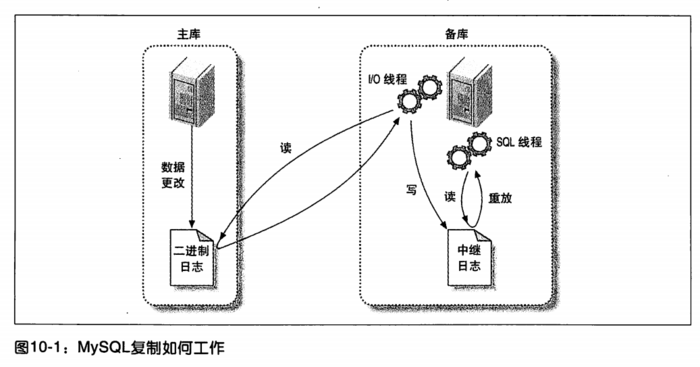 主库
备库
I/O 线程
SQL 线程
读
数据
更改
写
读
重放
二进制
日志
中继
日志
图10-1：MySQL复制如何工作